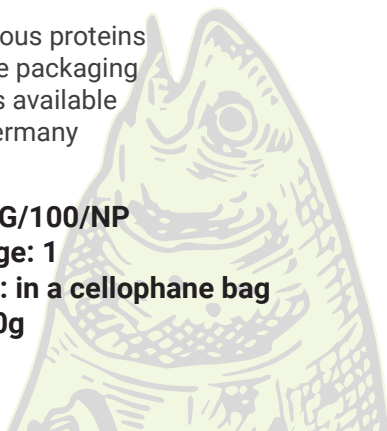 ous proteins
e packaging
s available
ermany
G/100/NP
ge: 1
: in a cellophane bag
0g